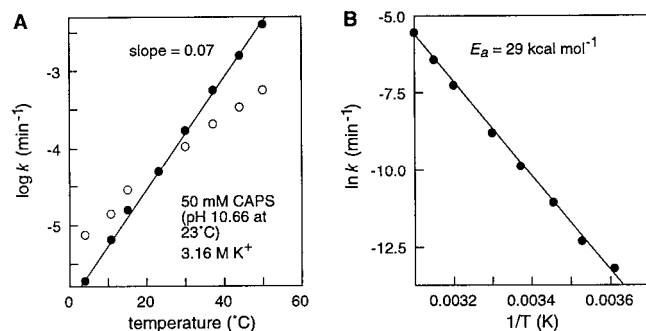 A
slope = 0.07
-3
-4
-5
log k (min⁻¹)
50 mM CAPS
(pH 10.66 at
23°C)
3.16 M K⁺
0
20
40
60
temperature (°C)
B
Eₐ = 29 kcal mol⁻¹
-5.0
-7.5
-10.0
-12.5
ln k (min⁻¹)
0.0032
0.0034
0.0036
1/T (K)